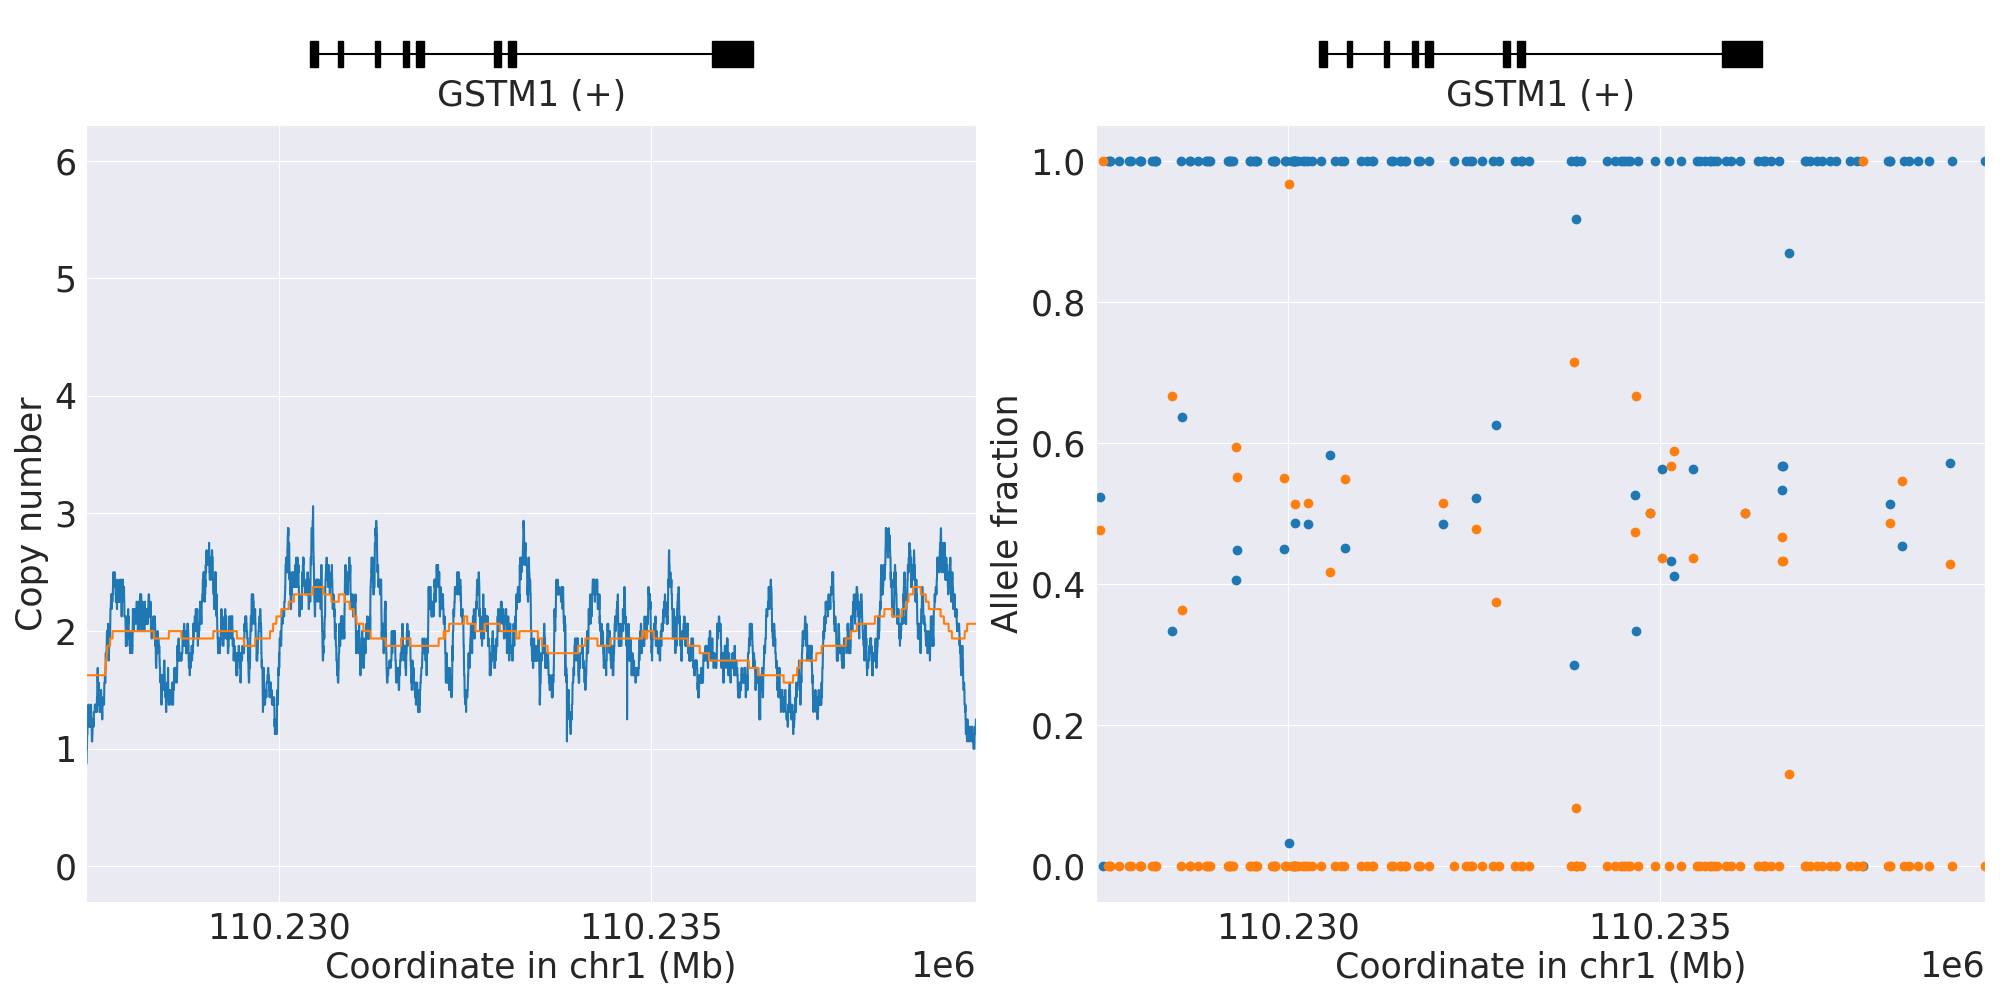 GSTM1 (+)
Copy number
6
5
4
3
2
1
0
110.230
110.235
Coordinate in chr1 (Mb)
1e6
GSTM1 (+)
Allele fraction
1.0
0.8
0.6
0.4
0.2
0.0
110.230
110.235
Coordinate in chr1 (Mb)
1e6